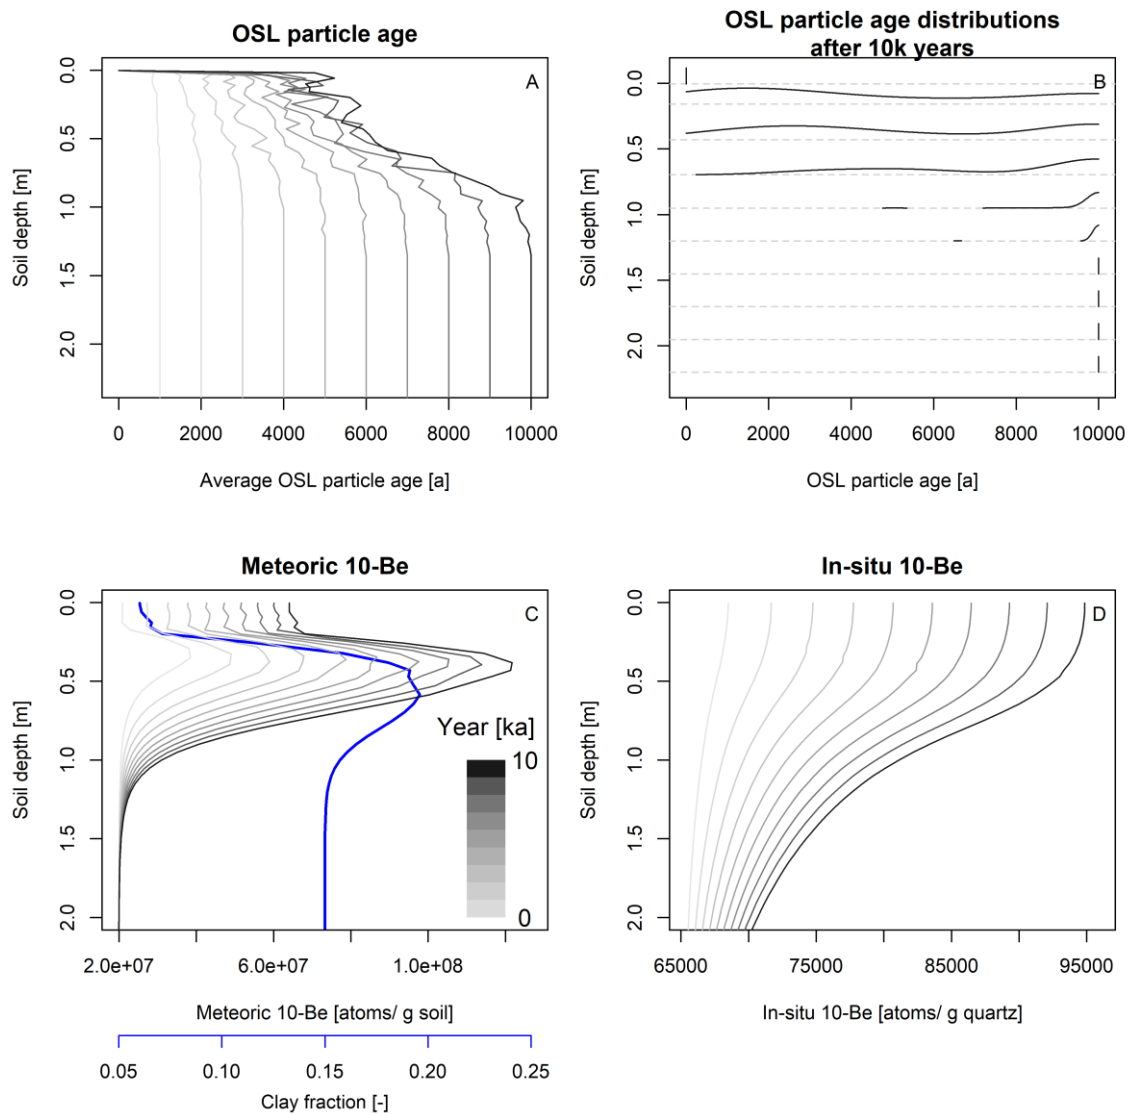 OSL particle age
A
0.0
0.5
1.0
1.5
2.0
Soil depth [m]
0 2000 4000 6000 8000 10000
Average OSL particle age [a]
OSL particle age distributions
after 10k years
B
0.0
0.5
1.0
1.5
2.0
Soil depth [m]
0 2000 4000 6000 8000 10000
OSL particle age [a]
Meteoric 10-Be
C
0.0
0.5
1.0
1.5
2.0
Soil depth [m]
Year [ka]
10
0
2.0e+07 6.0e+07 1.0e+08
Meteoric 10-Be [atoms/ g soil]
0.05 0.10 0.15 0.20 0.25
Clay fraction [-]
In-situ 10-Be
D
0.0
0.5
1.0
1.5
2.0
Soil depth [m]
65000 75000 85000 95000
In-situ 10-Be [atoms/ g quartz]